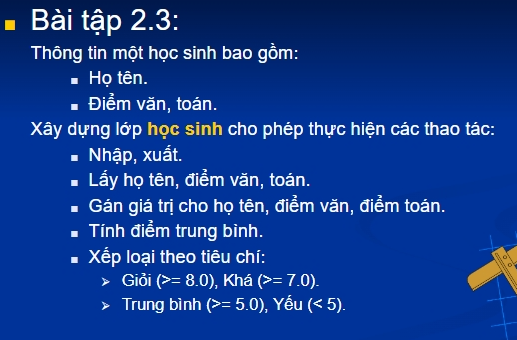 Bài tập 2.3:
Thông tin một học sinh bao gồm:
Họ tên.
Điểm văn, toán.
Xây dựng lớp học sinh cho phép thực hiện các thao tác:
Nhập, xuất.
Lấy họ tên, điểm văn, toán.
Gán giá trị cho họ tên, điểm văn, điểm toán.
Tính điểm trung bình.
Xếp loại theo tiêu chí:
Giỏi (>= 8.0), Khá (>= 7.0).
Trung bình (>= 5.0), Yếu (< 5).